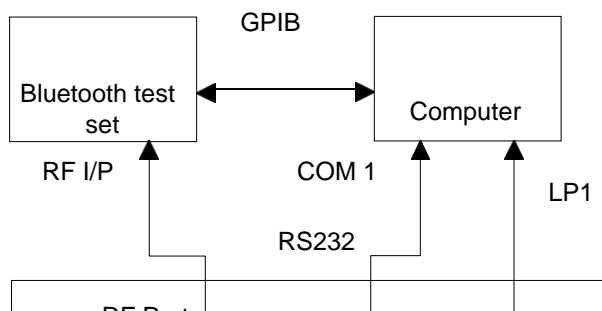 GPIB
Bluetooth test
set
Computer
RF I/P
COM 1
LP1
RS232